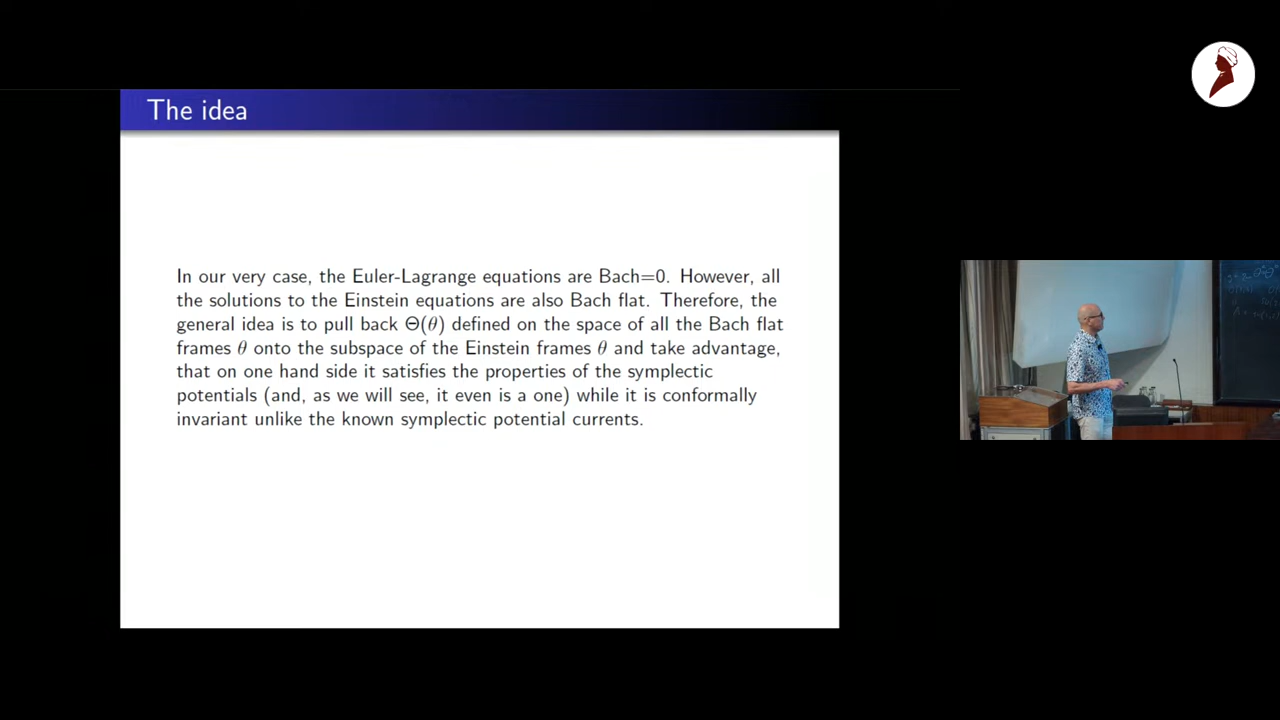 The idea
In our very case, the Euler-Lagrange equations are Bach=0. However, all
the solutions to the Einstein equations are also Bach flat. Therefore, the
general idea is to pull back Θ(θ) defined on the space of all the Bach flat
frames θ onto the subspace of the Einstein frames θ and take advantage,
that on one hand side it satisfies the properties of the symplectic
potentials (and, as we will see, it even is a one) while it is conformally
invariant unlike the known symplectic potential currents.